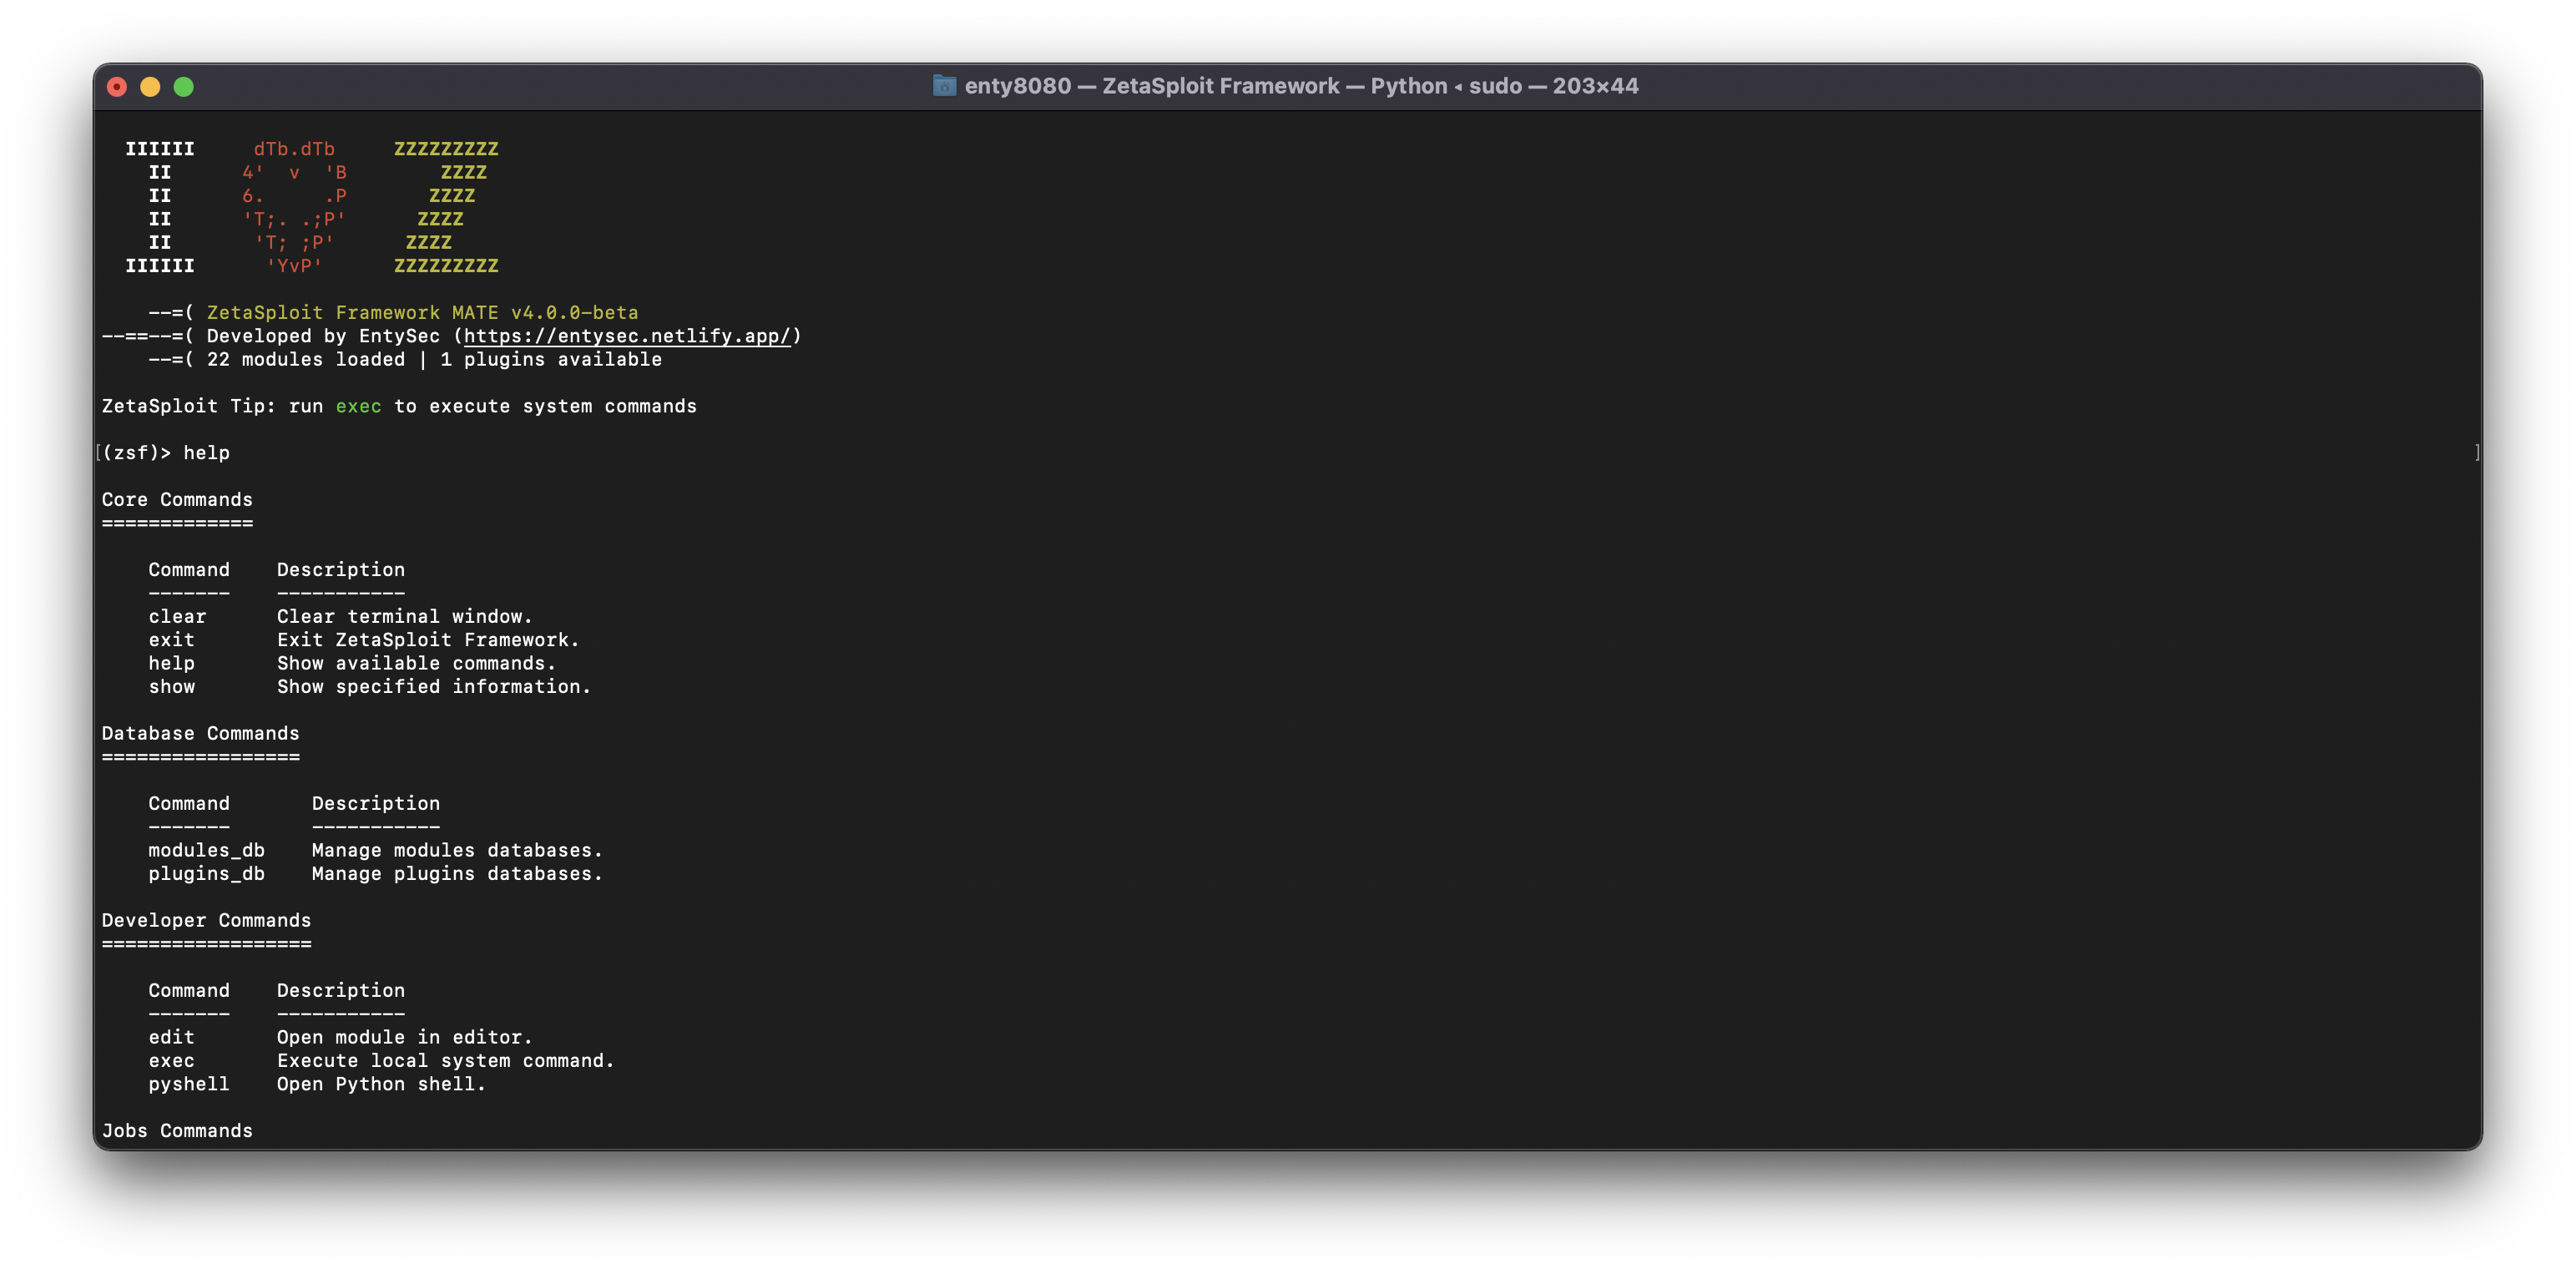 enty8080 — ZetaSploit Framework — Python ◂ sudo — 203×44
  IIIIII     dTb.dTb     ZZZZZZZZZ
    II      4'  v  'B        ZZZZ
    II      6.     .P       ZZZZ
    II      'T;. .;P'      ZZZZ
    II       'T; ;P'      ZZZZ
  IIIIII      'YvP'      ZZZZZZZZZ
    --=( ZetaSploit Framework MATE v4.0.0-beta
--==--=( Developed by EntySec (https://entysec.netlify.app/)
    --=( 22 modules loaded | 1 plugins available
ZetaSploit Tip: run exec to execute system commands
[(zsf)> help ]
Core Commands
=============
    Command    Description
    -------    -----------
    clear      Clear terminal window.
    exit       Exit ZetaSploit Framework.
    help       Show available commands.
    show       Show specified information.
Database Commands
=================
    Command       Description
    -------       -----------
    modules_db    Manage modules databases.
    plugins_db    Manage plugins databases.
Developer Commands
==================
    Command    Description
    -------    -----------
    edit       Open module in editor.
    exec       Execute local system command.
    pyshell    Open Python shell.
Jobs Commands